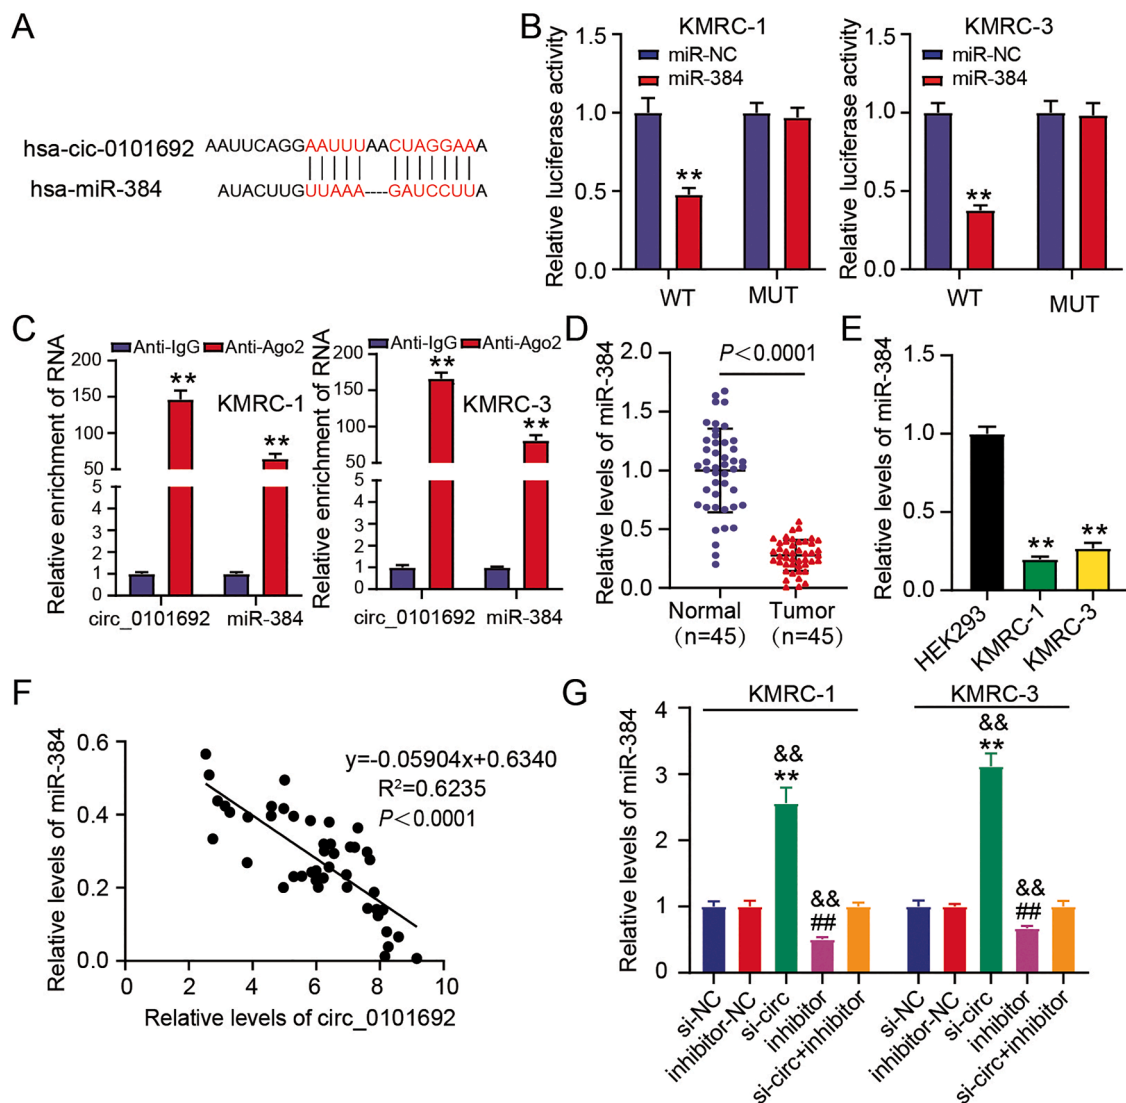 A
hsa-cic-0101692 AAUUCAGGAAUUUAACUAGGAAA
hsa-miR-384 AUACUUGUUAAA----GAUCCUUA
B
KMRC-1
miR-NC
miR-384
Relative luciferase activity
1.5
1.0
0.5
0.0
**
WT MUT
KMRC-3
miR-NC
miR-384
Relative luciferase activity
1.5
1.0
0.5
0.0
**
WT MUT
C
Anti-IgG Anti-Ago2
KMRC-1
Relative enrichment of RNA
200
150
100
50
5
4
3
2
1
0
**
**
circ_0101692 miR-384
Anti-IgG Anti-Ago2
KMRC-3
Relative enrichment of RNA
200
150
100
50
5
4
3
2
1
0
**
**
circ_0101692 miR-384
D
P<0.0001
Relative levels of miR-384
2.0
1.5
1.0
0.5
0.0
Normal Tumor
(n=45) (n=45)
E
Relative levels of miR-384
1.5
1.0
0.5
0.0
**
**
HEK293
KMRC-1
KMRC-3
F
y=-0.05904x+0.6340
R²=0.6235
P<0.0001
Relative levels of miR-384
0.6
0.4
0.2
0.0
0 2 4 6 8 10
Relative levels of circ_0101692
G
KMRC-1 KMRC-3
Relative levels of miR-384
4
3
2
1
0
&&
**
&&
##
&&
**
&&
##
si-NC
inhibitor-NC
si-circ
inhibitor
si-circ+inhibitor
si-NC
inhibitor-NC
si-circ
inhibitor
si-circ+inhibitor